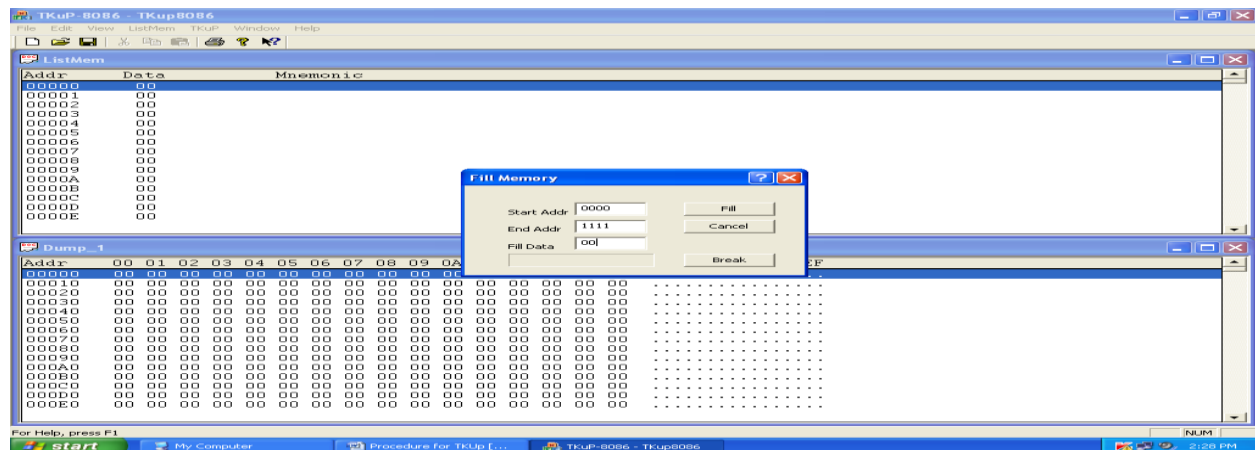 TKuP-8086 - TKup8086
File Edit View ListMem TKuP Window Help
ListMem
Addr Data Mnemonic
00000 00
00001 00
00002 00
00003 00
00004 00
00005 00
00006 00
00007 00
00008 00
00009 00
0000A 00
0000B 00
0000C 00
0000D 00
0000E 00
Fill Memory
Start Addr 0000 Fill
End Addr 1111 Cancel
Fill Data 00
Break
Dump_1
Addr 00 01 02 03 04 05 06 07 08 09 0A EF
00000 00 00 00 00 00 00 00 00 00 00 00
00010 00 00 00 00 00 00 00 00 00 00 00 00 00 00 00 00 ................
00020 00 00 00 00 00 00 00 00 00 00 00 00 00 00 00 00 ................
00030 00 00 00 00 00 00 00 00 00 00 00 00 00 00 00 00 ................
00040 00 00 00 00 00 00 00 00 00 00 00 00 00 00 00 00 ................
00050 00 00 00 00 00 00 00 00 00 00 00 00 00 00 00 00 ................
00060 00 00 00 00 00 00 00 00 00 00 00 00 00 00 00 00 ................
00070 00 00 00 00 00 00 00 00 00 00 00 00 00 00 00 00 ................
00080 00 00 00 00 00 00 00 00 00 00 00 00 00 00 00 00 ................
00090 00 00 00 00 00 00 00 00 00 00 00 00 00 00 00 00 ................
000A0 00 00 00 00 00 00 00 00 00 00 00 00 00 00 00 00 ................
000B0 00 00 00 00 00 00 00 00 00 00 00 00 00 00 00 00 ................
000C0 00 00 00 00 00 00 00 00 00 00 00 00 00 00 00 00 ................
000D0 00 00 00 00 00 00 00 00 00 00 00 00 00 00 00 00 ................
000E0 00 00 00 00 00 00 00 00 00 00 00 00 00 00 00 00 ................
For Help, press F1 NUM
start My Computer Procedure for TKUp [... TKuP-8086 - TKup8086 2:28 PM